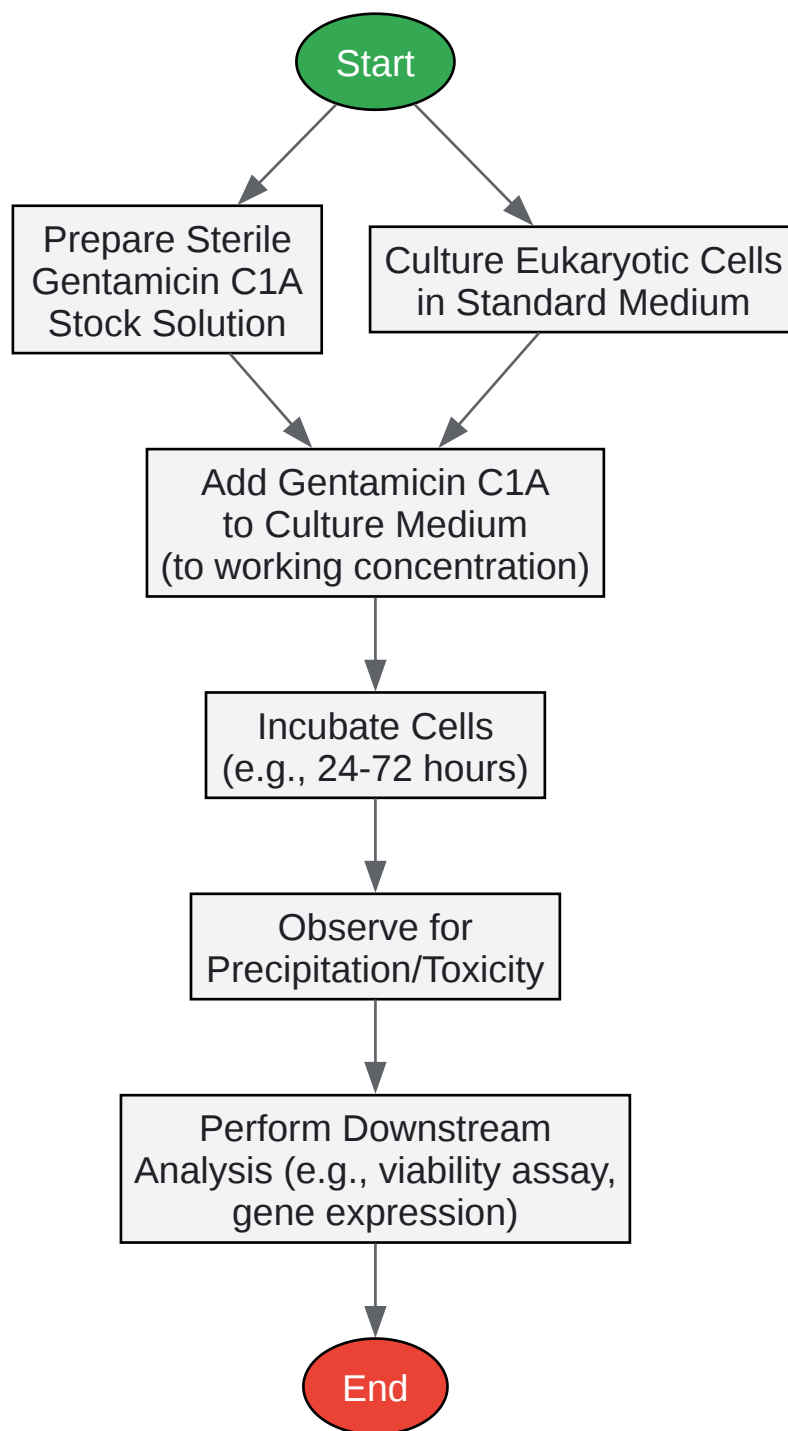 Start
Prepare Sterile
Gentamicin C1A
Stock Solution
Culture Eukaryotic Cells
in Standard Medium
Add Gentamicin C1A
to Culture Medium
(to working concentration)
Incubate Cells
(e.g., 24-72 hours)
Observe for
Precipitation/Toxicity
Perform Downstream
Analysis (e.g., viability assay,
gene expression)
End